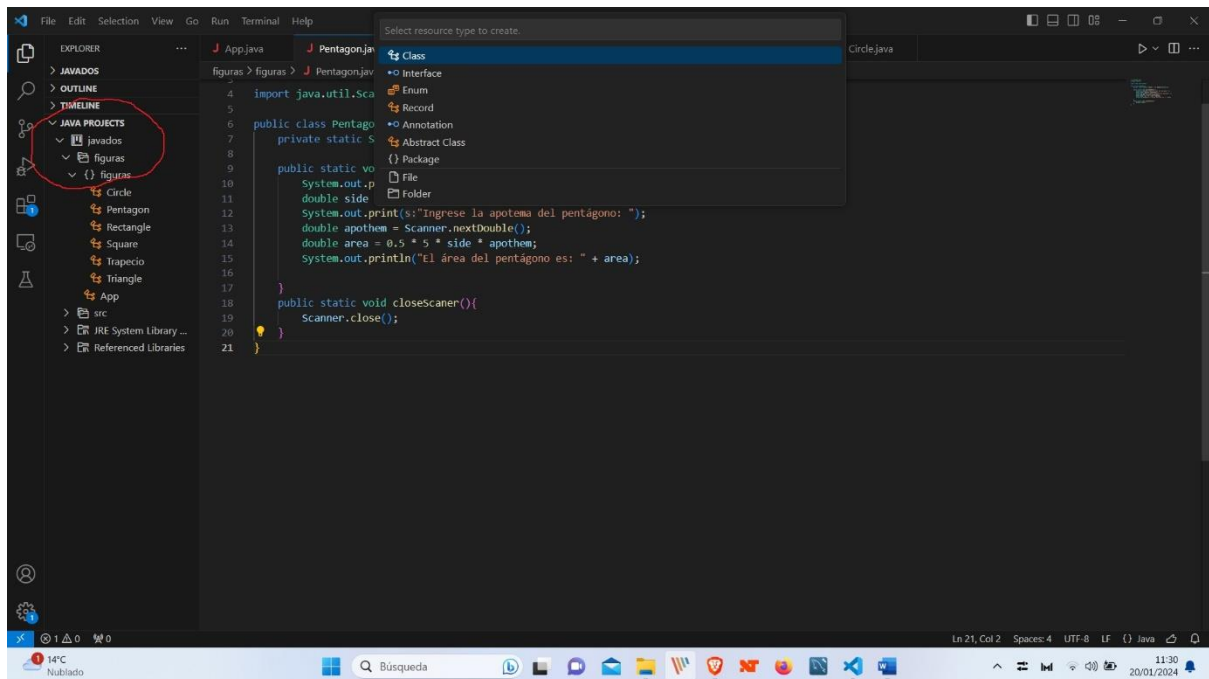 File Edit Selection View Go Run Terminal Help
Select resource type to create.
Class
Interface
Enum
Record
Annotation
Abstract Class
{} Package
File
Folder
EXPLORER
JAVADOS
OUTLINE
TIMELINE
JAVA PROJECTS
javados
figuras
{} figuras
Circle
Pentagon
Rectangle
Square
Trapecio
Triangle
App
src
JRE System Library ...
Referenced Libraries
J App.java J Pentagon.jav Circle.java
figuras > figuras > J Pentagon.jav
4 import java.util.Sca
5
6 public class Pentago
7 private static S
8
9 public static vo
10 System.out.p
11 double side
12 System.out.print(s:"Ingrese la apotema del pentágono: ");
13 double apothem = Scanner.nextDouble();
14 double area = 0.5 * 5 * side * apothem;
15 System.out.println("El área del pentágono es: " + area);
16
17 }
18 public static void closeScaner(){
19 Scanner.close();
20 }
21 }
1 0 0
Ln 21, Col 2 Spaces: 4 UTF-8 LF {} Java
1 14°C
Nublado
Búsqueda
11:30
20/01/2024